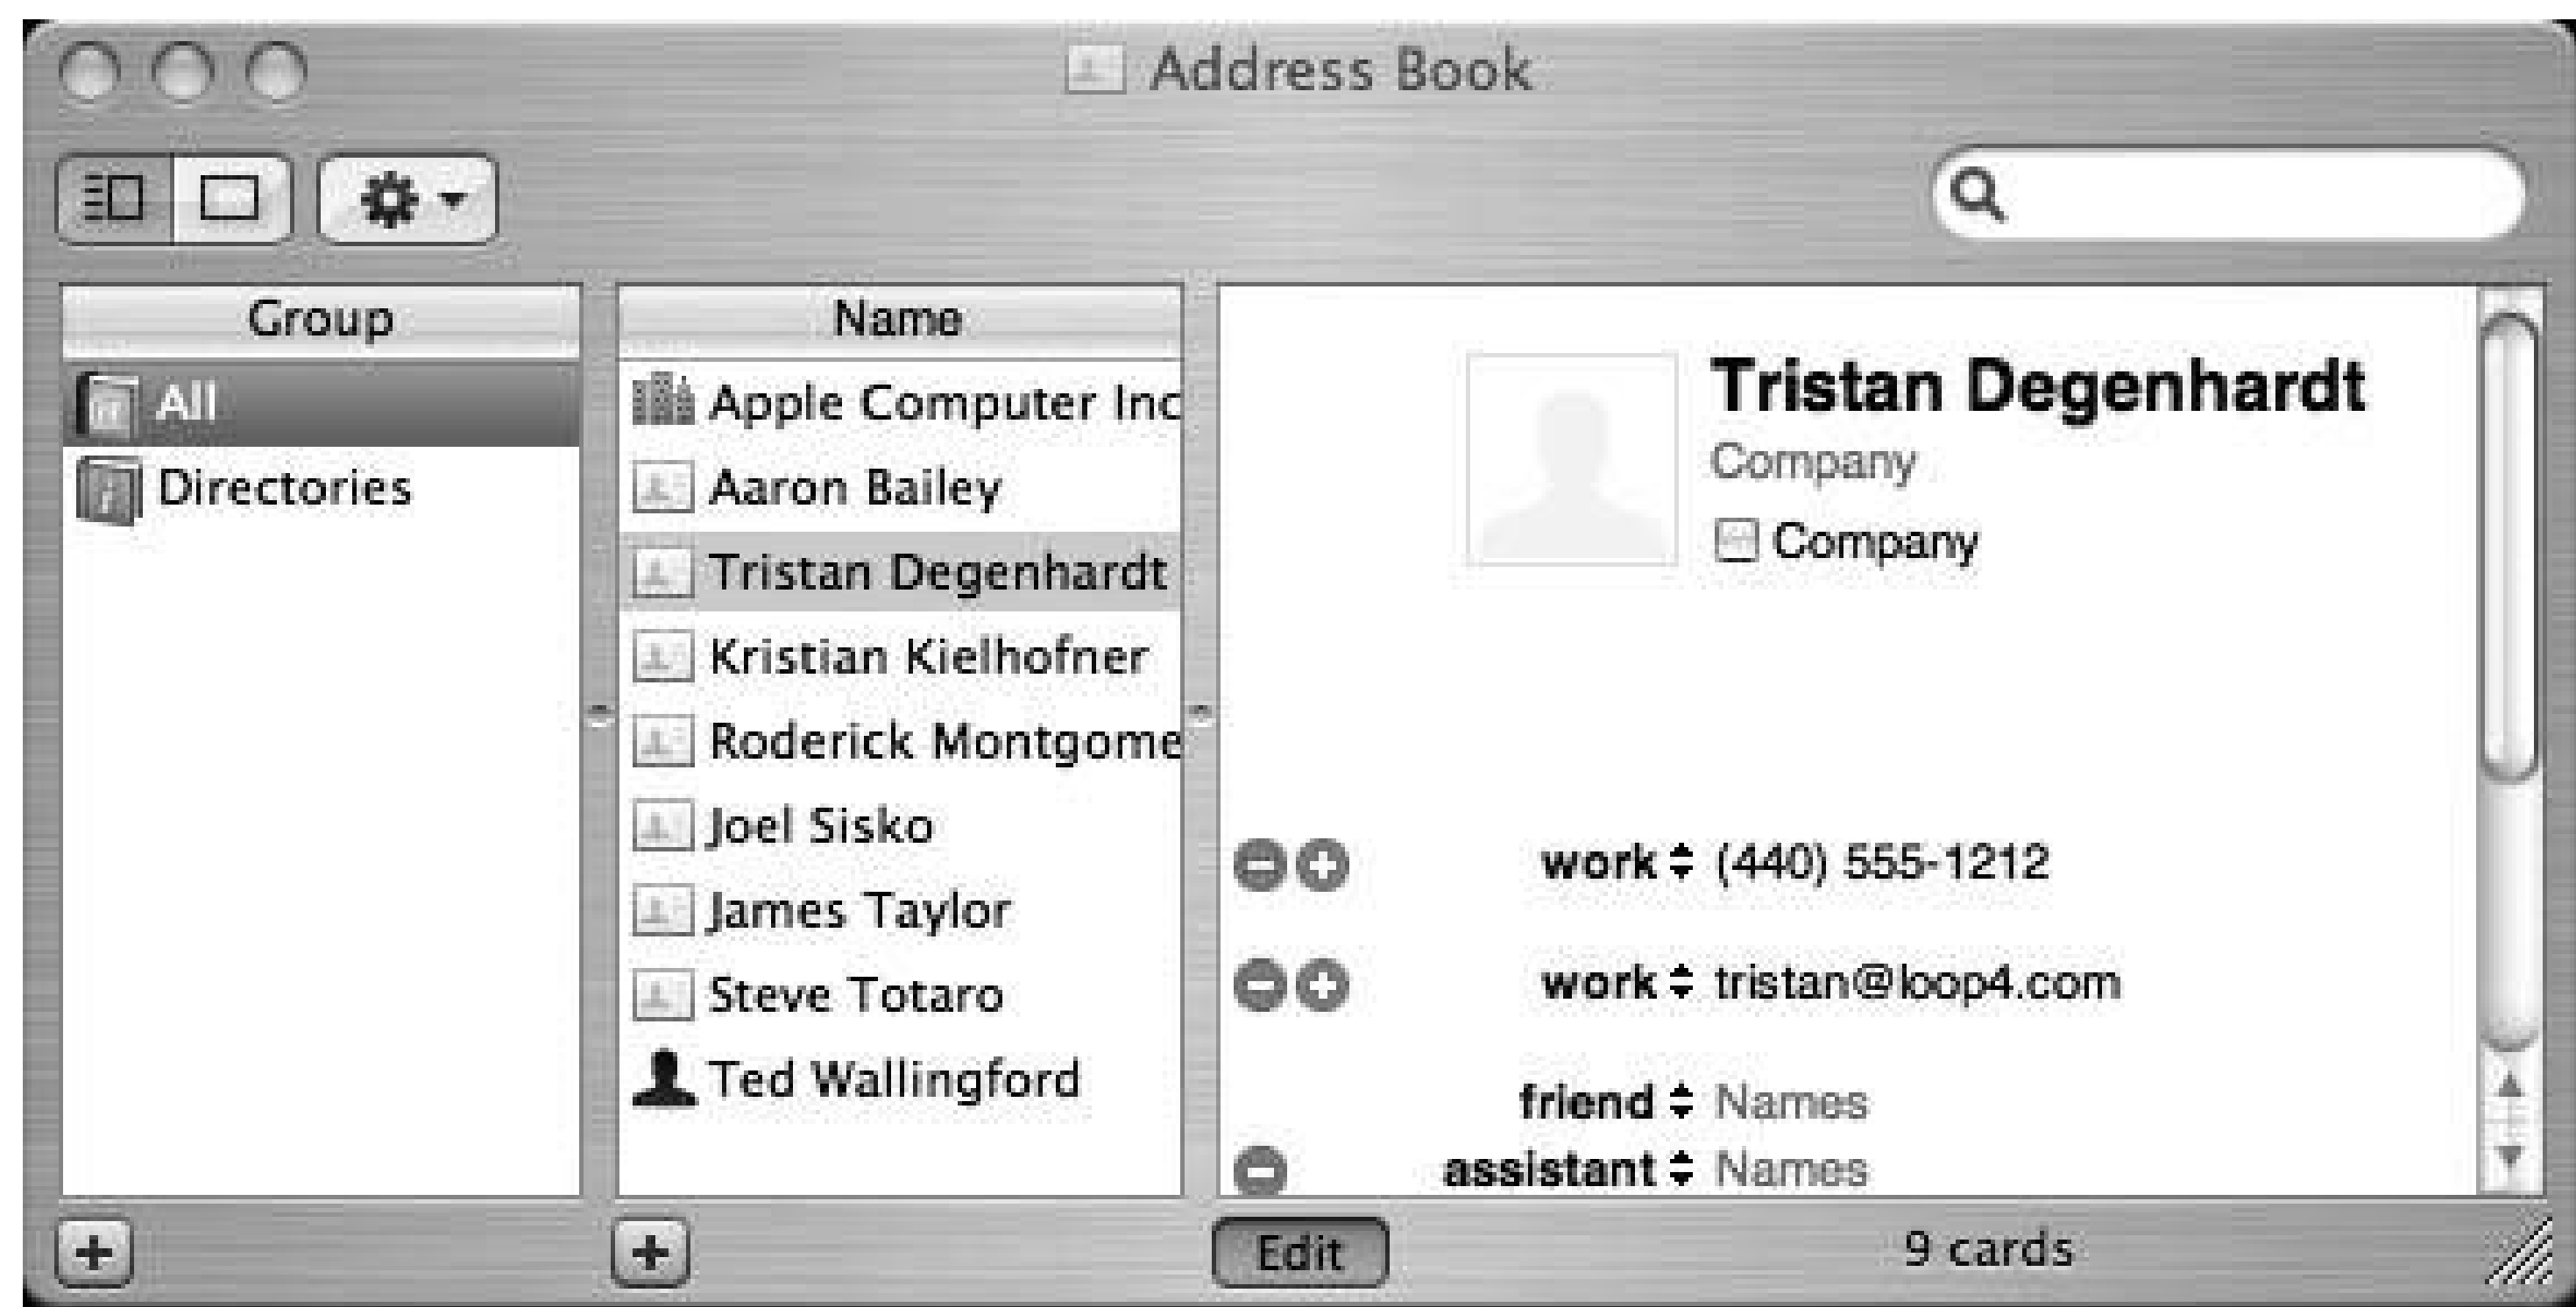 Address Book
Group
All
Directories
Name
Apple Computer Inc
Aaron Bailey
Tristan Degenhardt
Kristian Kielhofner
Roderick Montgome
Joel Sisko
James Taylor
Steve Totaro
Ted Wallingford
Tristan Degenhardt
Company
Company
work (440) 555-1212
work tristan@loop4.com
friend Names
assistant Names
Edit
9 cards